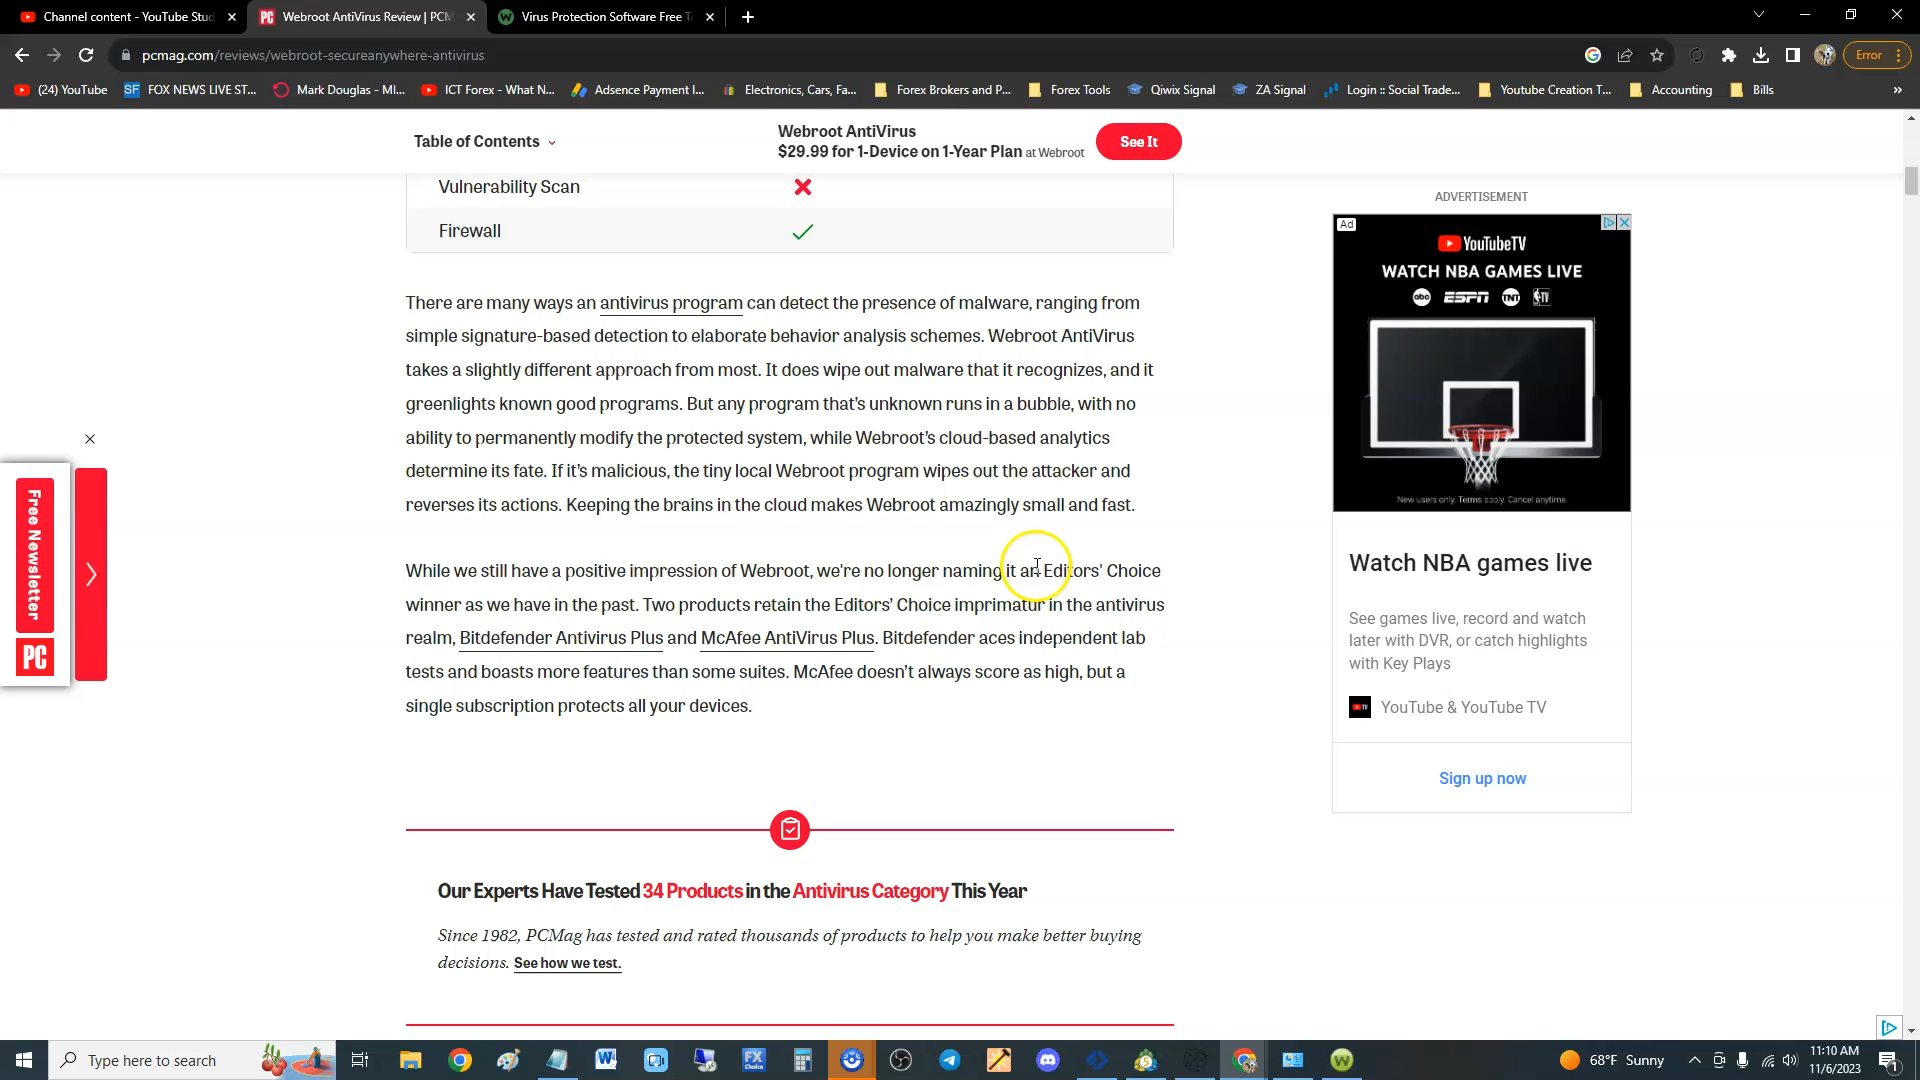 Channel content - YouTube Stud
Webroot AntiVirus Review | PCM
Virus Protection Software Free T
pcmag.com/reviews/webroot-secureanywhere-antivirus
Error
(24) YouTube
FOX NEWS LIVE ST...
Mark Douglas - MI...
ICT Forex - What N...
Adsence Payment I...
Electronics, Cars, Fa...
Forex Brokers and P...
Forex Tools
Qiwix Signal
ZA Signal
Login :: Social Trade...
Youtube Creation T...
Accounting
Bills
Table of Contents
Webroot AntiVirus
$29.99 for 1-Device on 1-Year Plan at Webroot
See It
Vulnerability Scan
Firewall
There are many ways an antivirus program can detect the presence of malware, ranging from
simple signature-based detection to elaborate behavior analysis schemes. Webroot AntiVirus
takes a slightly different approach from most. It does wipe out malware that it recognizes, and it
greenlights known good programs. But any program that's unknown runs in a bubble, with no
ability to permanently modify the protected system, while Webroot's cloud-based analytics
determine its fate. If it's malicious, the tiny local Webroot program wipes out the attacker and
reverses its actions. Keeping the brains in the cloud makes Webroot amazingly small and fast.
While we still have a positive impression of Webroot, we're no longer naming it an Editors' Choice
winner as we have in the past. Two products retain the Editors' Choice imprimatur in the antivirus
realm, Bitdefender Antivirus Plus and McAfee AntiVirus Plus. Bitdefender aces independent lab
tests and boasts more features than some suites. McAfee doesn't always score as high, but a
single subscription protects all your devices.
Our Experts Have Tested 34 Products in the Antivirus Category This Year
Since 1982, PCMag has tested and rated thousands of products to help you make better buying
decisions. See how we test.
Free Newsletter
PC
ADVERTISEMENT
Ad
YouTubeTV
WATCH NBA GAMES LIVE
abc ESPN TNT
New users only. Terms apply. Cancel anytime.
Watch NBA games live
See games live, record and watch
later with DVR, or catch highlights
with Key Plays
YouTube & YouTube TV
Sign up now
Type here to search
68°F Sunny
11:10 AM
11/6/2023